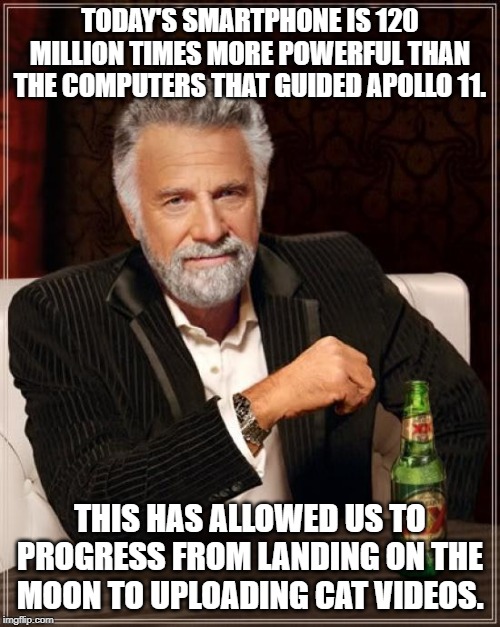 TODAY'S SMARTPHONE IS 120
MILLION TIMES MORE POWERFUL THAN
THE COMPUTERS THAT GUIDED APOLLO 11.
XX
THIS HAS ALLOWED US TO
PROGRESS FROM LANDING ON THE
MOON TO UPLOADING CAT VIDEOS.
imgflip.com